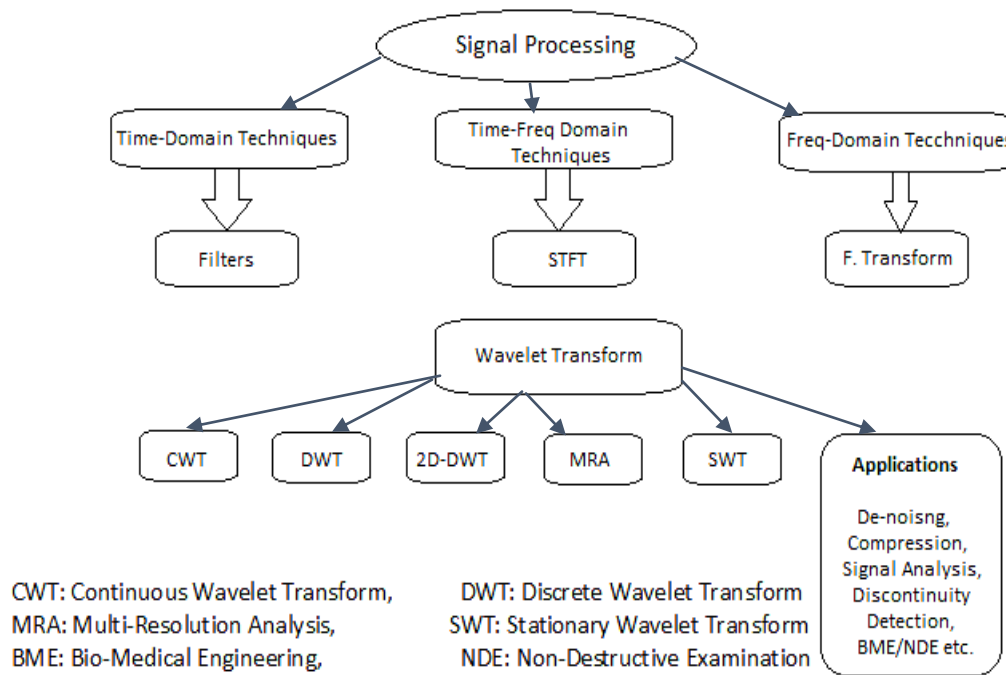 Signal Processing
Time-Domain Techniques
Time-Freq Domain
Techniques
Freq-Domain Tecchniques
Filters
STFT
F. Transform
Wavelet Transform
CWT
DWT
2D-DWT
MRA
SWT
Applications
De-noisng,
Compression,
Signal Analysis,
Discontinuity
Detection,
BME/NDE etc.
CWT: Continuous Wavelet Transform,
DWT: Discrete Wavelet Transform
MRA: Multi-Resolution Analysis,
SWT: Stationary Wavelet Transform
BME: Bio-Medical Engineering,
NDE: Non-Destructive Examination